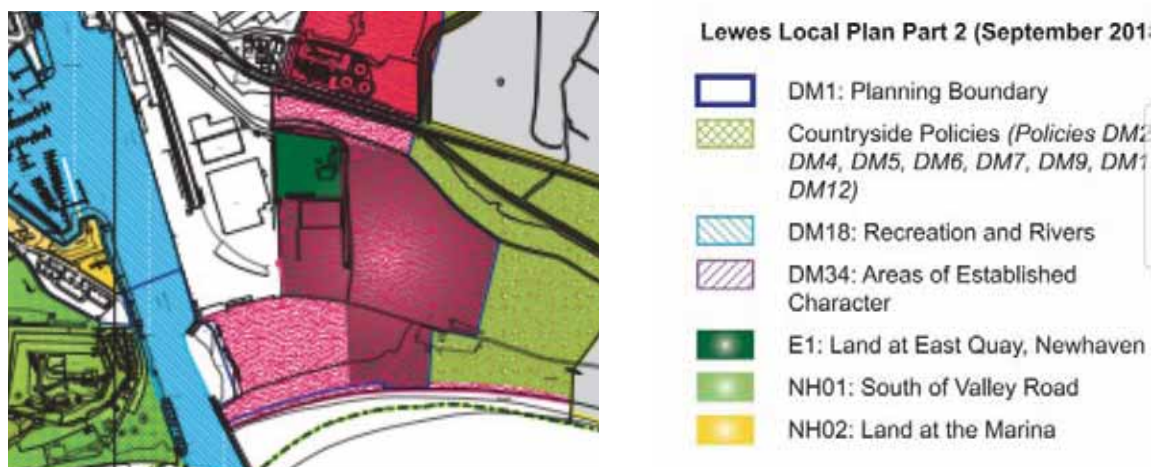 Lewes Local Plan Part 2 (September 201
DM1: Planning Boundary
Countryside Policies (Policies DM2
DM4, DM5, DM6, DM7, DM9, DM1
DM12)
DM18: Recreation and Rivers
DM34: Areas of Established
Character
E1: Land at East Quay, Newhaven
NH01: South of Valley Road
NH02: Land at the Marina